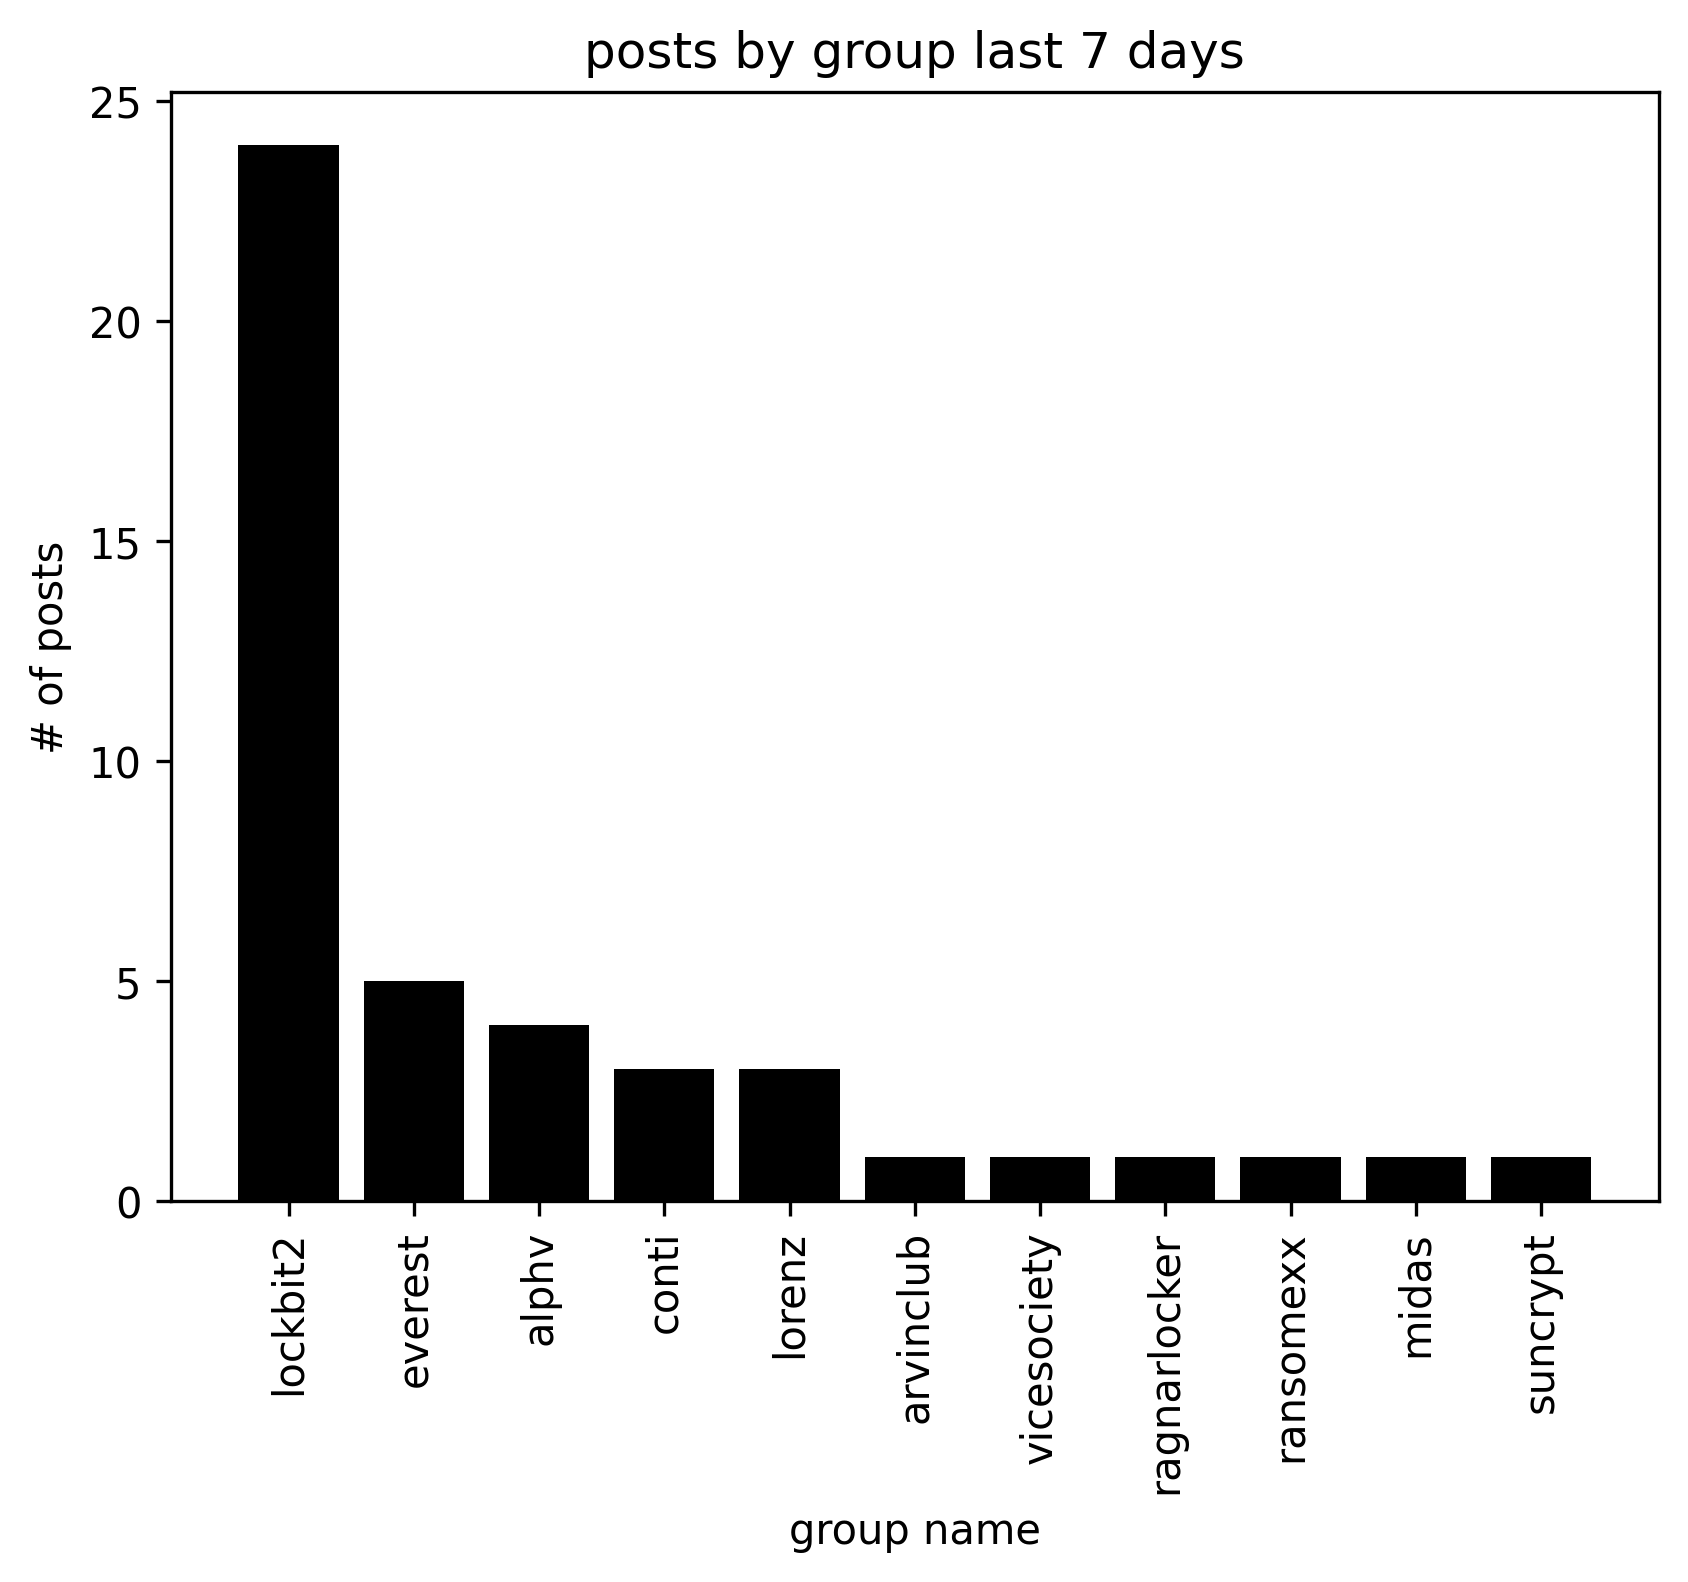 posts by group last 7 days
# of posts
25
20
15
10
5
0
lockbit2
everest
alphv
conti
lorenz
arvinclub
vicesociety
ragnarlocker
ransomexx
midas
suncrypt
group name